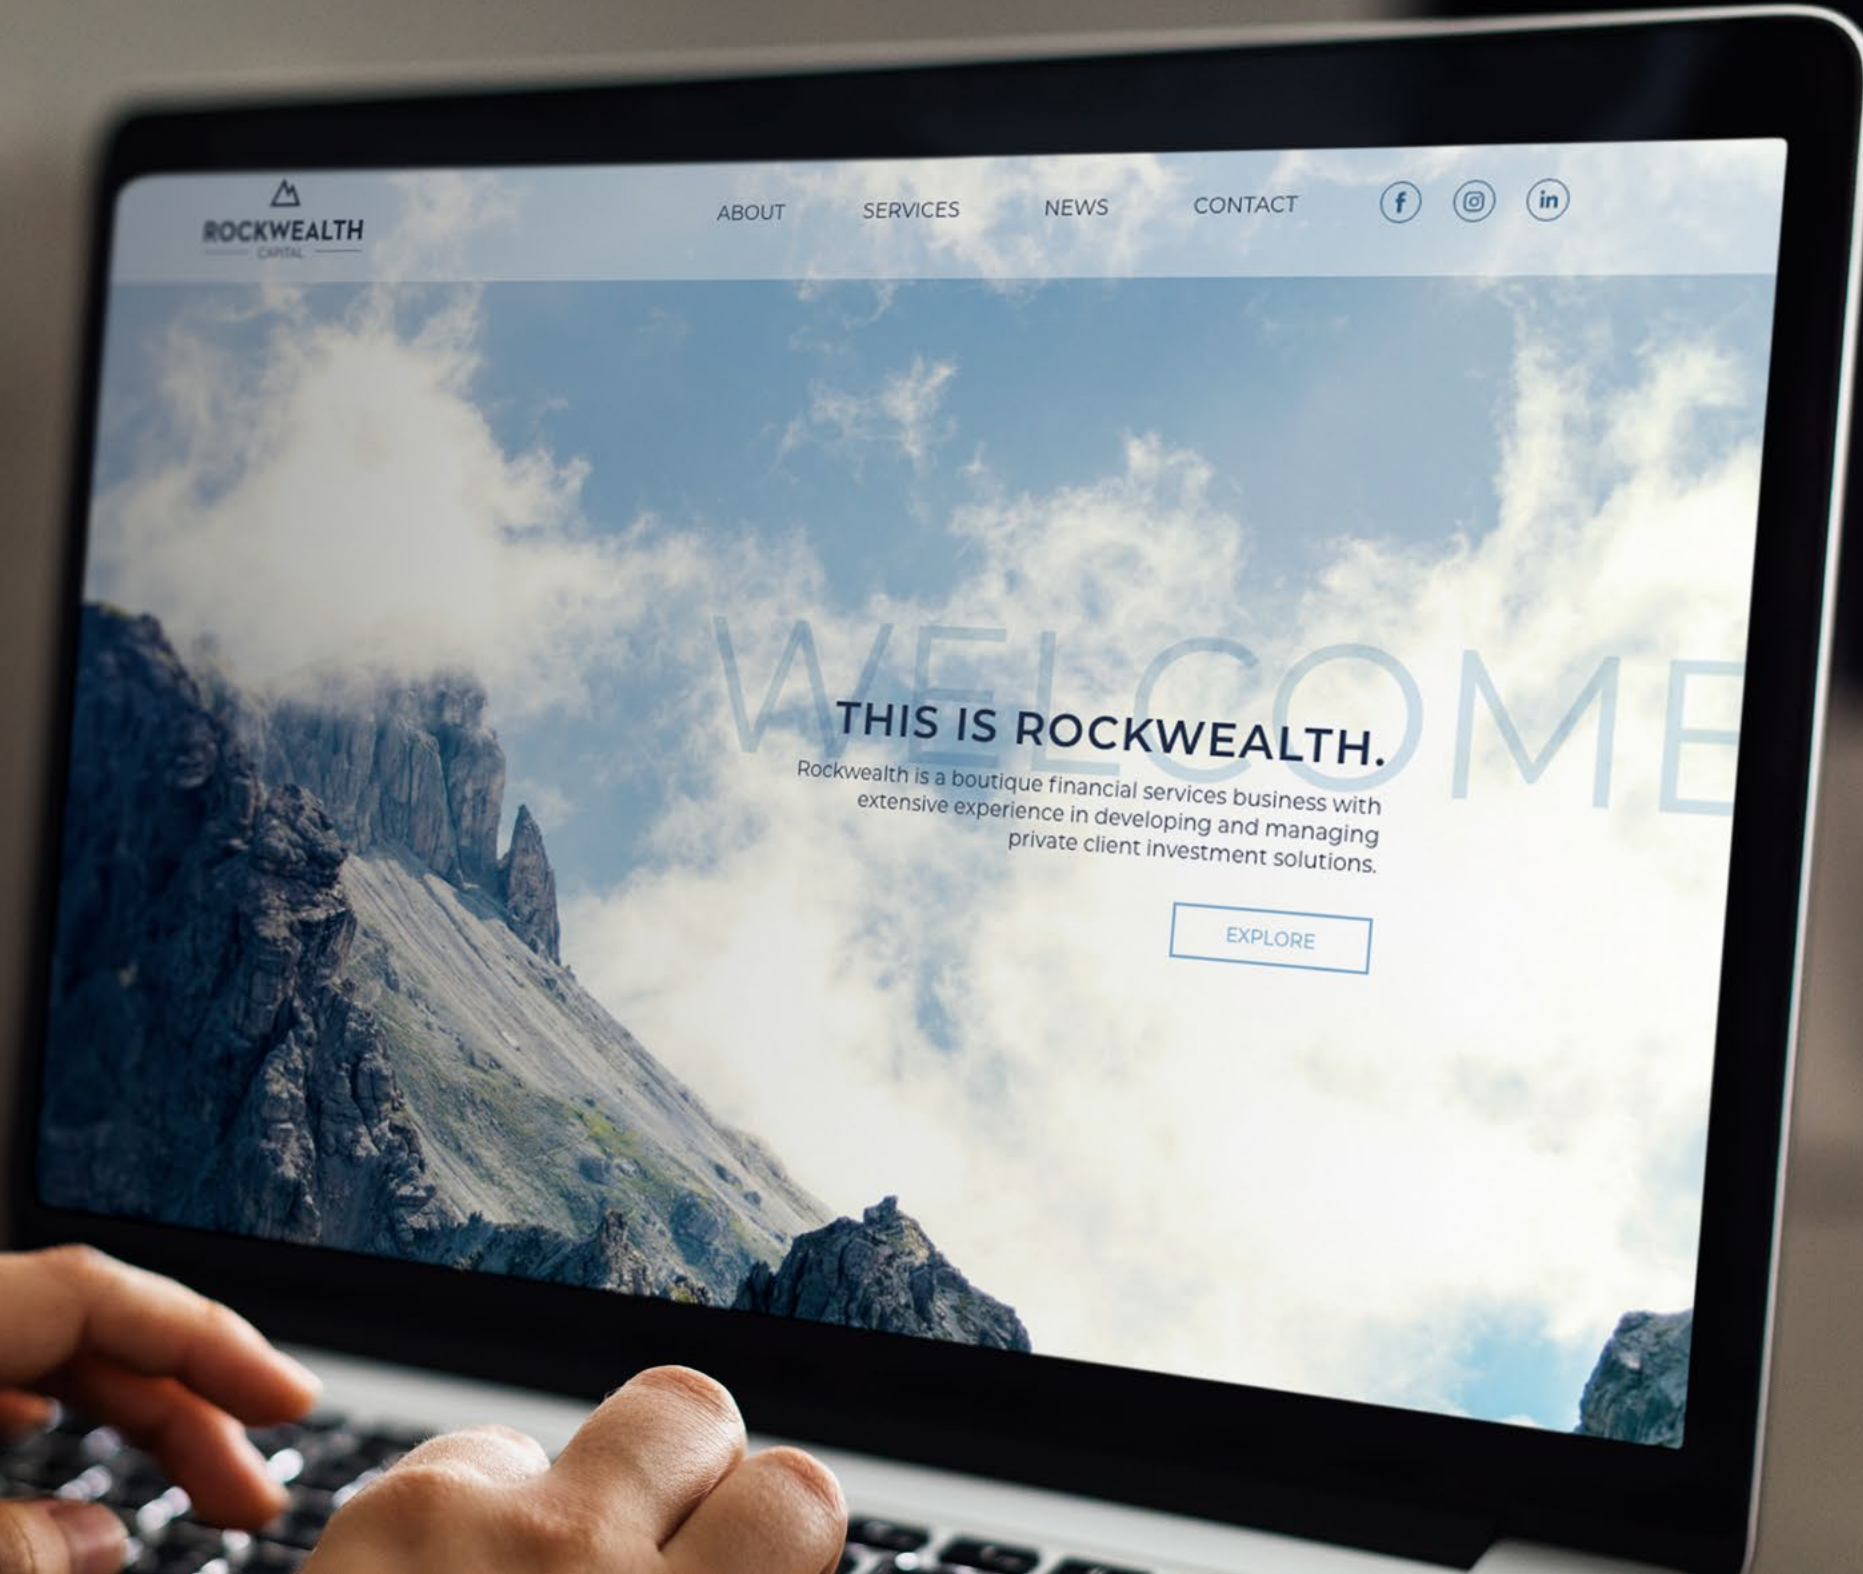 ROCKWEALTH
CAPITAL
ABOUT
SERVICES
NEWS
CONTACT
f
in
WELCOME
THIS IS ROCKWEALTH.
Rockwealth is a boutique financial services business with
extensive experience in developing and managing
private client investment solutions.
EXPLORE